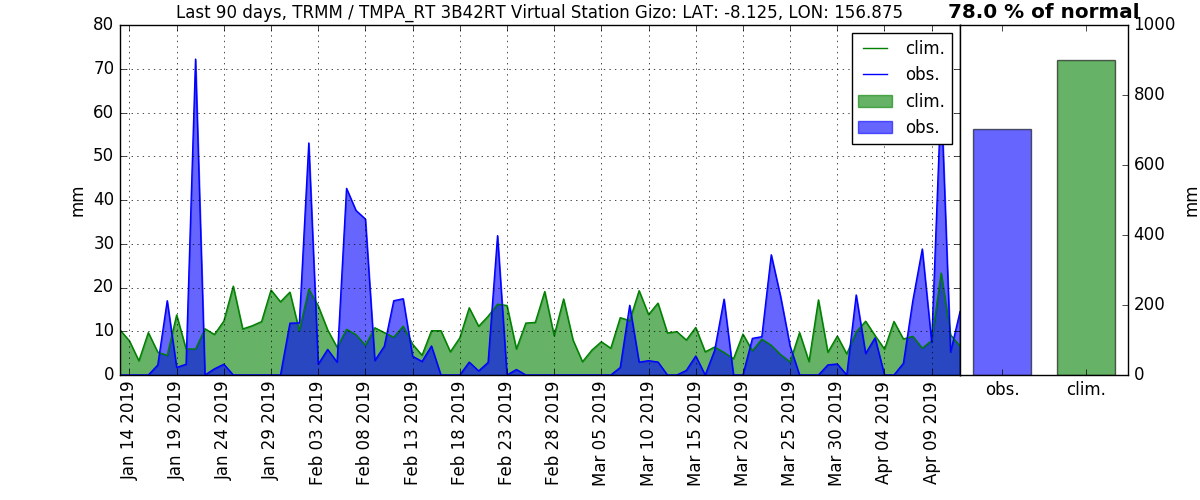 Last 90 days, TRMM / TMPA_RT 3B42RT Virtual Station Gizo: LAT: -8.125, LON: 156.875
78.0 % of normal
80
70
60
50
40
30
20
10
0
mm
clim.
obs.
clim.
obs.
Jan 14 2019
Jan 19 2019
Jan 24 2019
Jan 29 2019
Feb 03 2019
Feb 08 2019
Feb 13 2019
Feb 18 2019
Feb 23 2019
Feb 28 2019
Mar 05 2019
Mar 10 2019
Mar 15 2019
Mar 20 2019
Mar 25 2019
Mar 30 2019
Apr 04 2019
Apr 09 2019
1000
800
600
400
200
0
mm
obs.
clim.